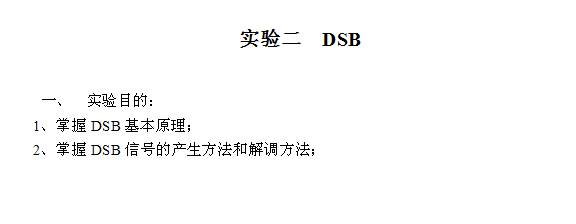 实验二 DSB
一、 实验目的：
1、掌握 DSB 基本原理；
2、掌握 DSB 信号的产生方法和解调方法；